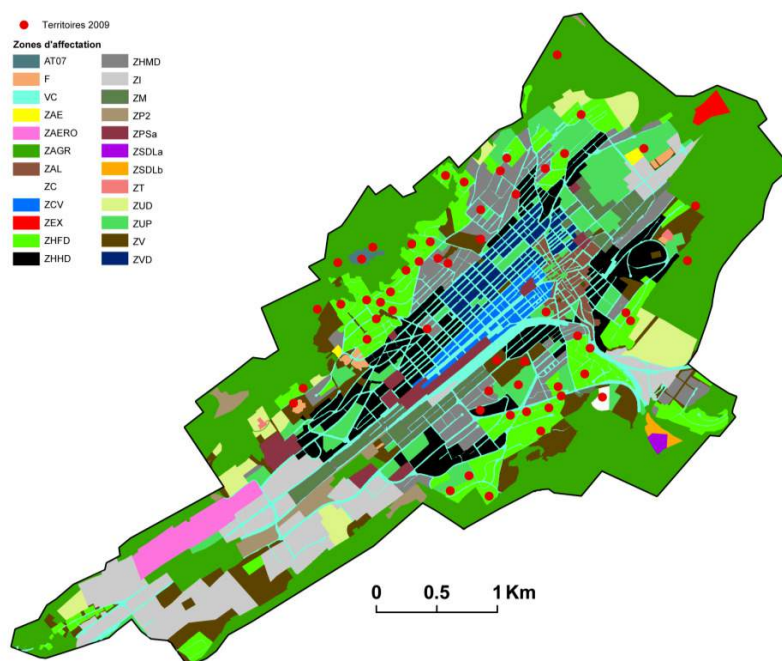 Territoires 2009
Zones d'affectation
AT07
F
VC
ZAE
ZAERO
ZAGR
ZAL
ZC
ZCV
ZEX
ZHFD
ZHHD
ZHMD
ZI
ZM
ZP2
ZPSa
ZSDLa
ZSDLb
ZT
ZUD
ZUP
ZV
ZVD
0 0.5 1 Km